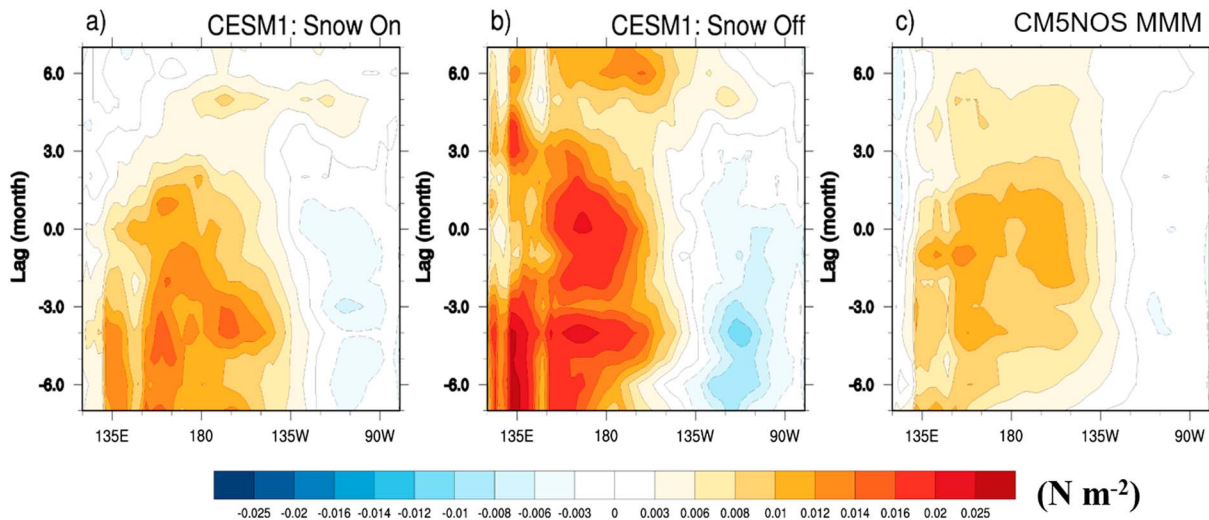 a) CESM1: Snow On
b) CESM1: Snow Off
c) CM5NOS MMM
Lag (month)
6.0
3.0
0.0
-3.0
-6.0
135E 180 135W 90W
Lag (month)
6.0
3.0
0.0
-3.0
-6.0
135E 180 135W 90W
Lag (month)
6.0
3.0
0.0
-3.0
-6.0
135E 180 135W 90W
-0.025 -0.02 -0.016 -0.014 -0.012 -0.01 -0.008 -0.006 -0.003 0 0.003 0.006 0.008 0.01 0.012 0.014 0.016 0.02 0.025
(N m-2)